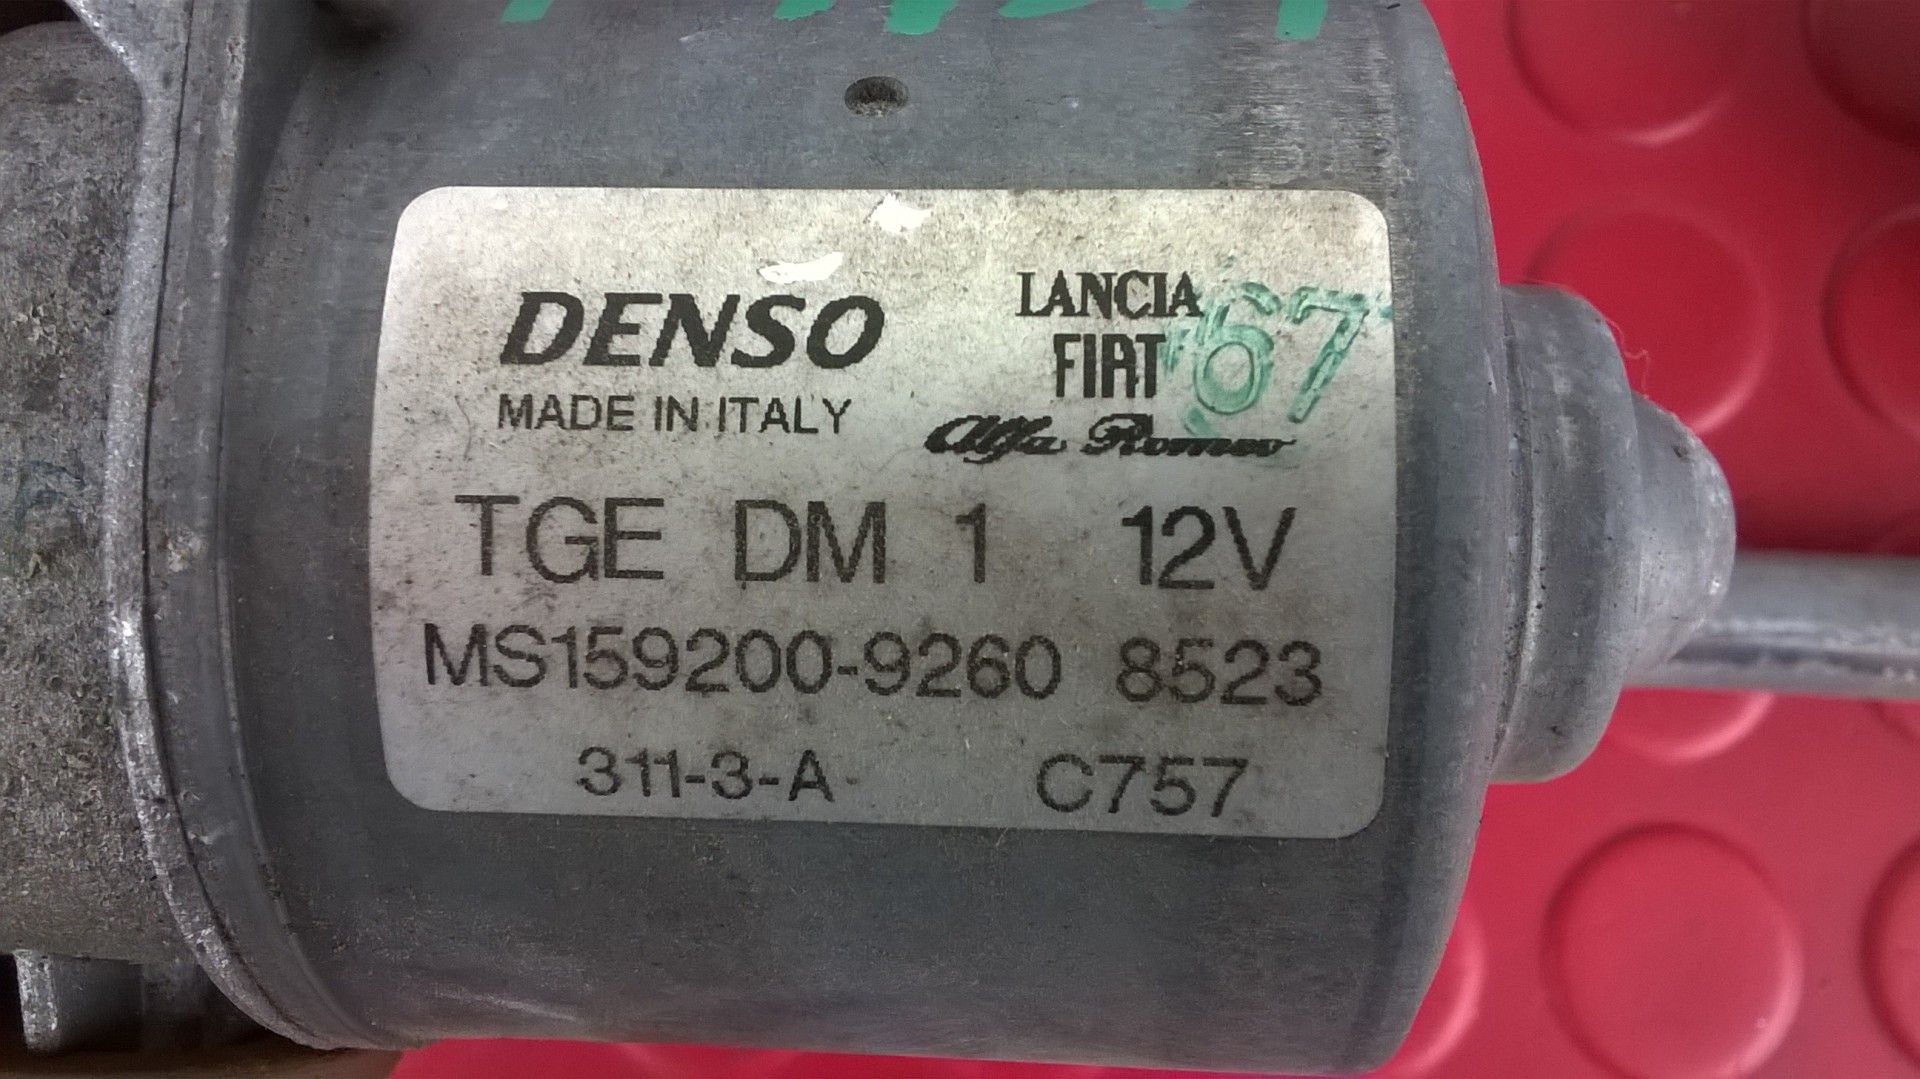 DENSO
MADE IN ITALY
LANCIA
FIAT
Alfa Romeo
67
TGE DM 1 12V
MS159200-9260 8523
311-3-A C757